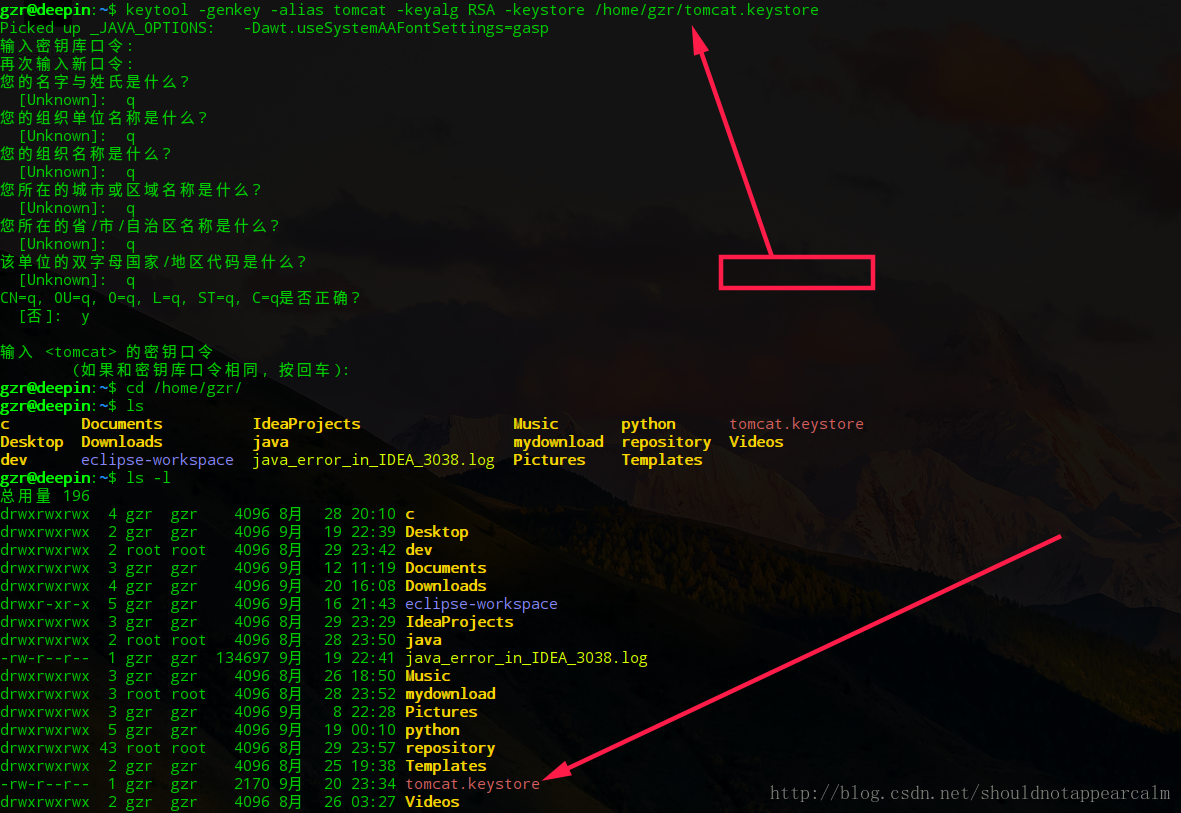 gzr@deepin:~$ keytool -genkey -alias tomcat -keyalg RSA -keystore /home/gzr/tomcat.keystore
Picked up _JAVA_OPTIONS:   -Dawt.useSystemAAFontSettings=gasp
输入密钥库口令:
再次输入新口令:
您的名字与姓氏是什么?
  [Unknown]:  q
您的组织单位名称是什么?
  [Unknown]:  q
您的组织名称是什么?
  [Unknown]:  q
您所在的城市或区域名称是什么?
  [Unknown]:  q
您所在的省/市/自治区名称是什么?
  [Unknown]:  q
该单位的双字母国家/地区代码是什么?
  [Unknown]:  q
CN=q, OU=q, O=q, L=q, ST=q, C=q是否正确?
  [否]:  y
输入 <tomcat> 的密钥口令
        (如果和密钥库口令相同, 按回车):
gzr@deepin:~$ cd /home/gzr/
gzr@deepin:~$ ls
c        Documents          IdeaProjects                 Music       python      tomcat.keystore
Desktop  Downloads          java                         mydownload  repository  Videos
dev      eclipse-workspace  java_error_in_IDEA_3038.log  Pictures    Templates
gzr@deepin:~$ ls -l
总用量 196
drwxrwxrwx  4 gzr  gzr    4096 8月  28 20:10 c
drwxrwxrwx  2 gzr  gzr    4096 9月  19 22:39 Desktop
drwxrwxrwx  2 root root   4096 8月  29 23:42 dev
drwxrwxrwx  3 gzr  gzr    4096 9月  12 11:19 Documents
drwxrwxrwx  4 gzr  gzr    4096 9月  20 16:08 Downloads
drwxr-xr-x  5 gzr  gzr    4096 9月  16 21:43 eclipse-workspace
drwxrwxrwx  3 gzr  gzr    4096 8月  29 23:29 IdeaProjects
drwxrwxrwx  2 root root   4096 8月  28 23:50 java
-rw-r--r--  1 gzr  gzr  134697 9月  19 22:41 java_error_in_IDEA_3038.log
drwxrwxrwx  3 gzr  gzr    4096 8月  26 18:50 Music
drwxrwxrwx  3 root root   4096 8月  28 23:52 mydownload
drwxrwxrwx  3 gzr  gzr    4096 9月   8 22:28 Pictures
drwxrwxrwx  5 gzr  gzr    4096 9月  19 00:10 python
drwxrwxrwx 43 root root   4096 8月  29 23:57 repository
drwxrwxrwx  2 gzr  gzr    4096 8月  25 19:38 Templates
-rw-r--r--  1 gzr  gzr    2170 9月  20 23:34 tomcat.keystore
drwxrwxrwx  2 gzr  gzr    4096 8月  26 03:27 Videos
http://blog.csdn.net/shouldnotappearcalm